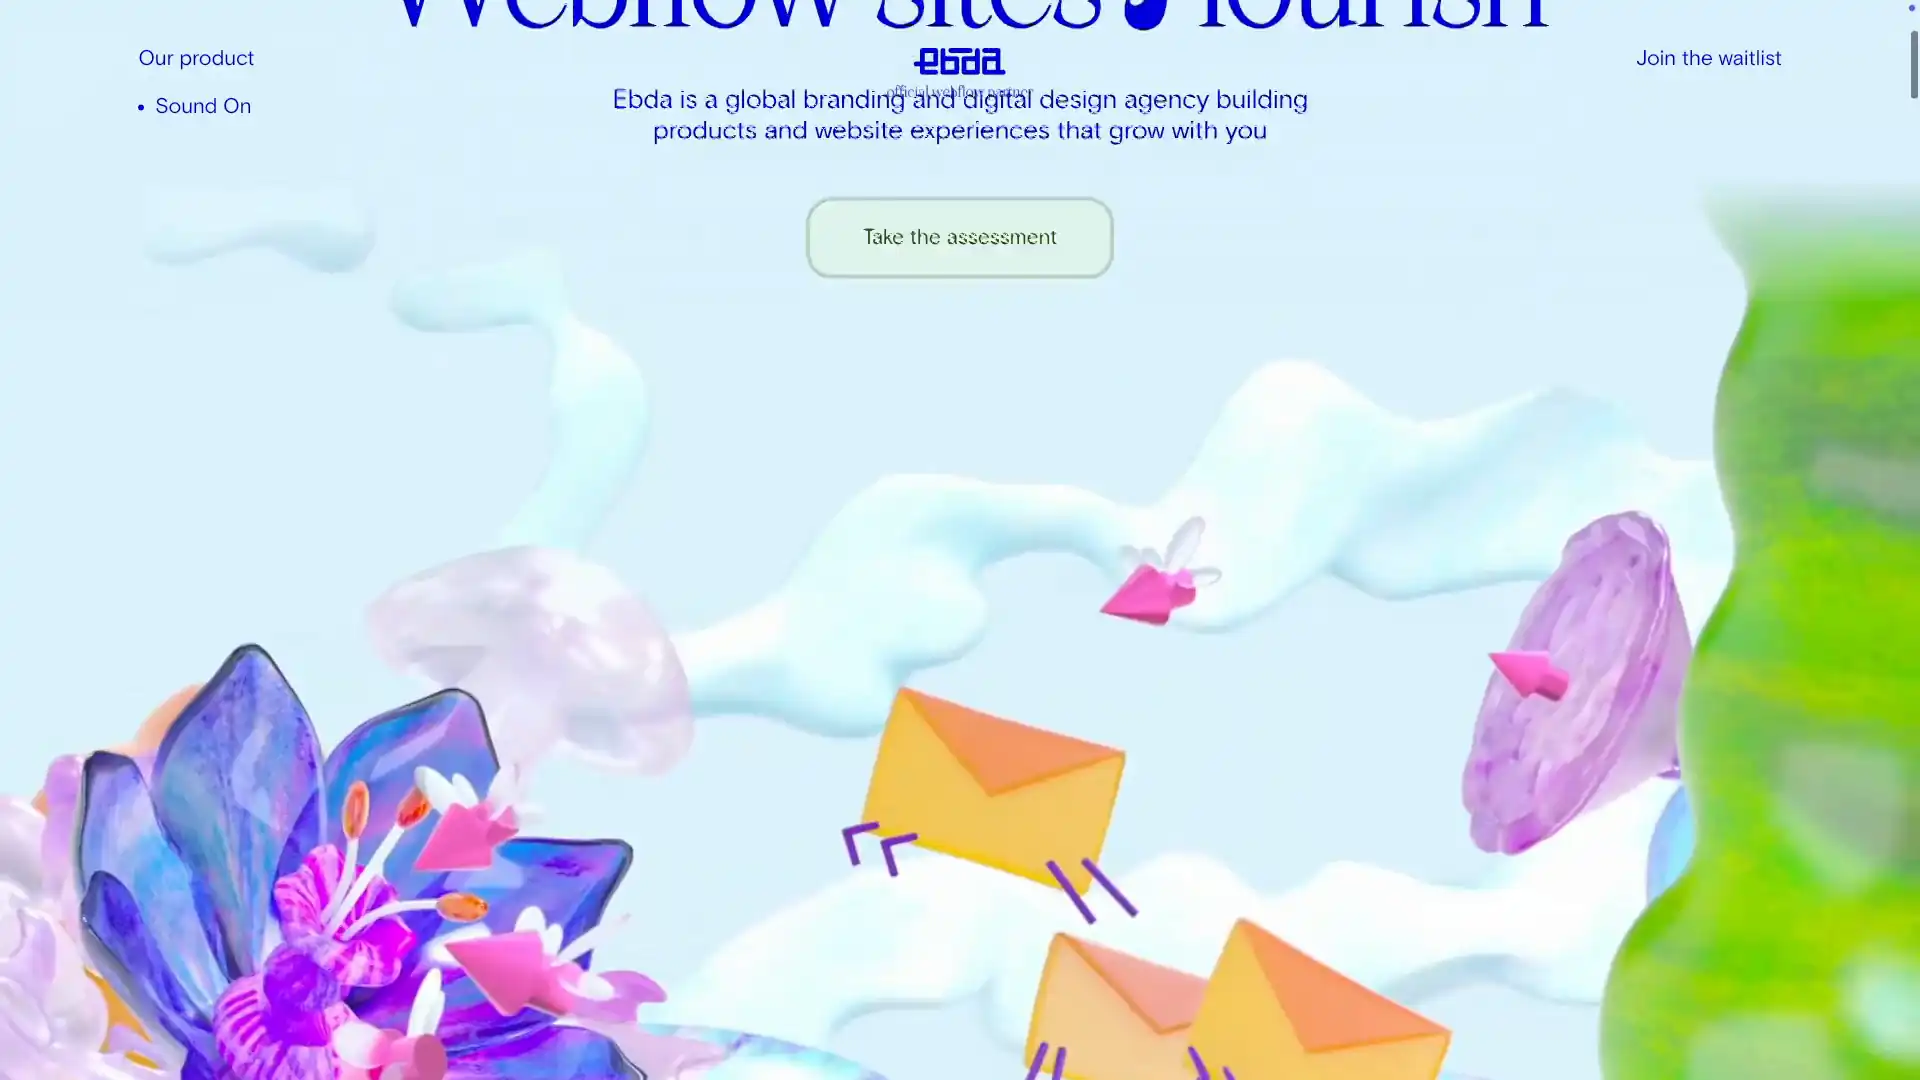 Webflow sites flourish
Our product
ebda
Join the waitlist
official webflow partner
Sound On
Ebda is a global branding and digital design agency building
products and website experiences that grow with you
Take the assessment